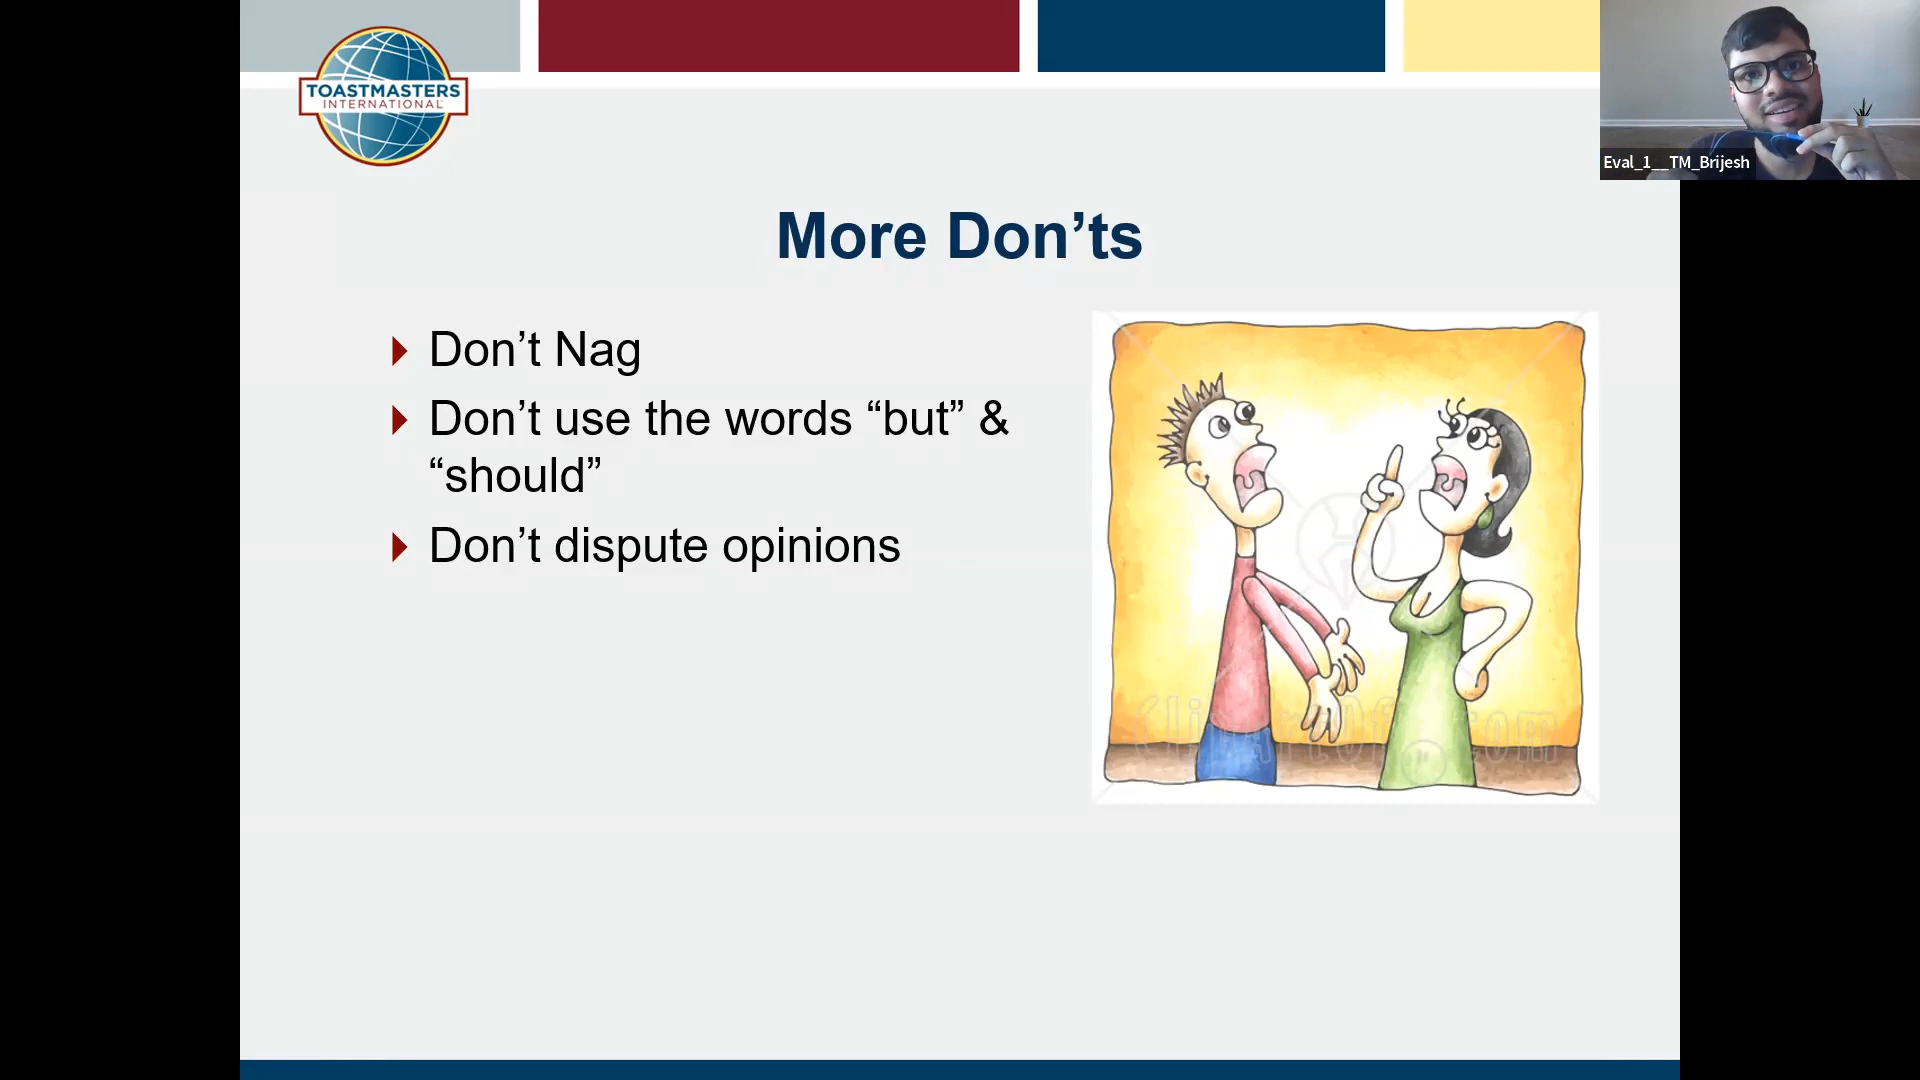 TOASTMASTERS
INTERNATIONAL
Eval_1__TM_Brijesh
More Don’ts
Don’t Nag
Don’t use the words “but” &
“should”
Don’t dispute opinions